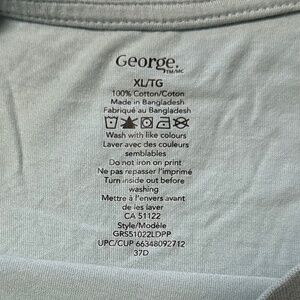 George.
TM/MC
XL/TG
100% Cotton/Coton
Made in Bangladesh
Fabriqué au Bangladesh
Wash with like colours
Laver avec des couleurs
semblables
Do not iron on print
Ne pas repasser l'imprimé
Turn inside out before
washing
Mettre à l'envers avant
de les laver
CA 51122
Style/Modèle
GRS51022LDPP
UPC/CUP 66348092712
37D